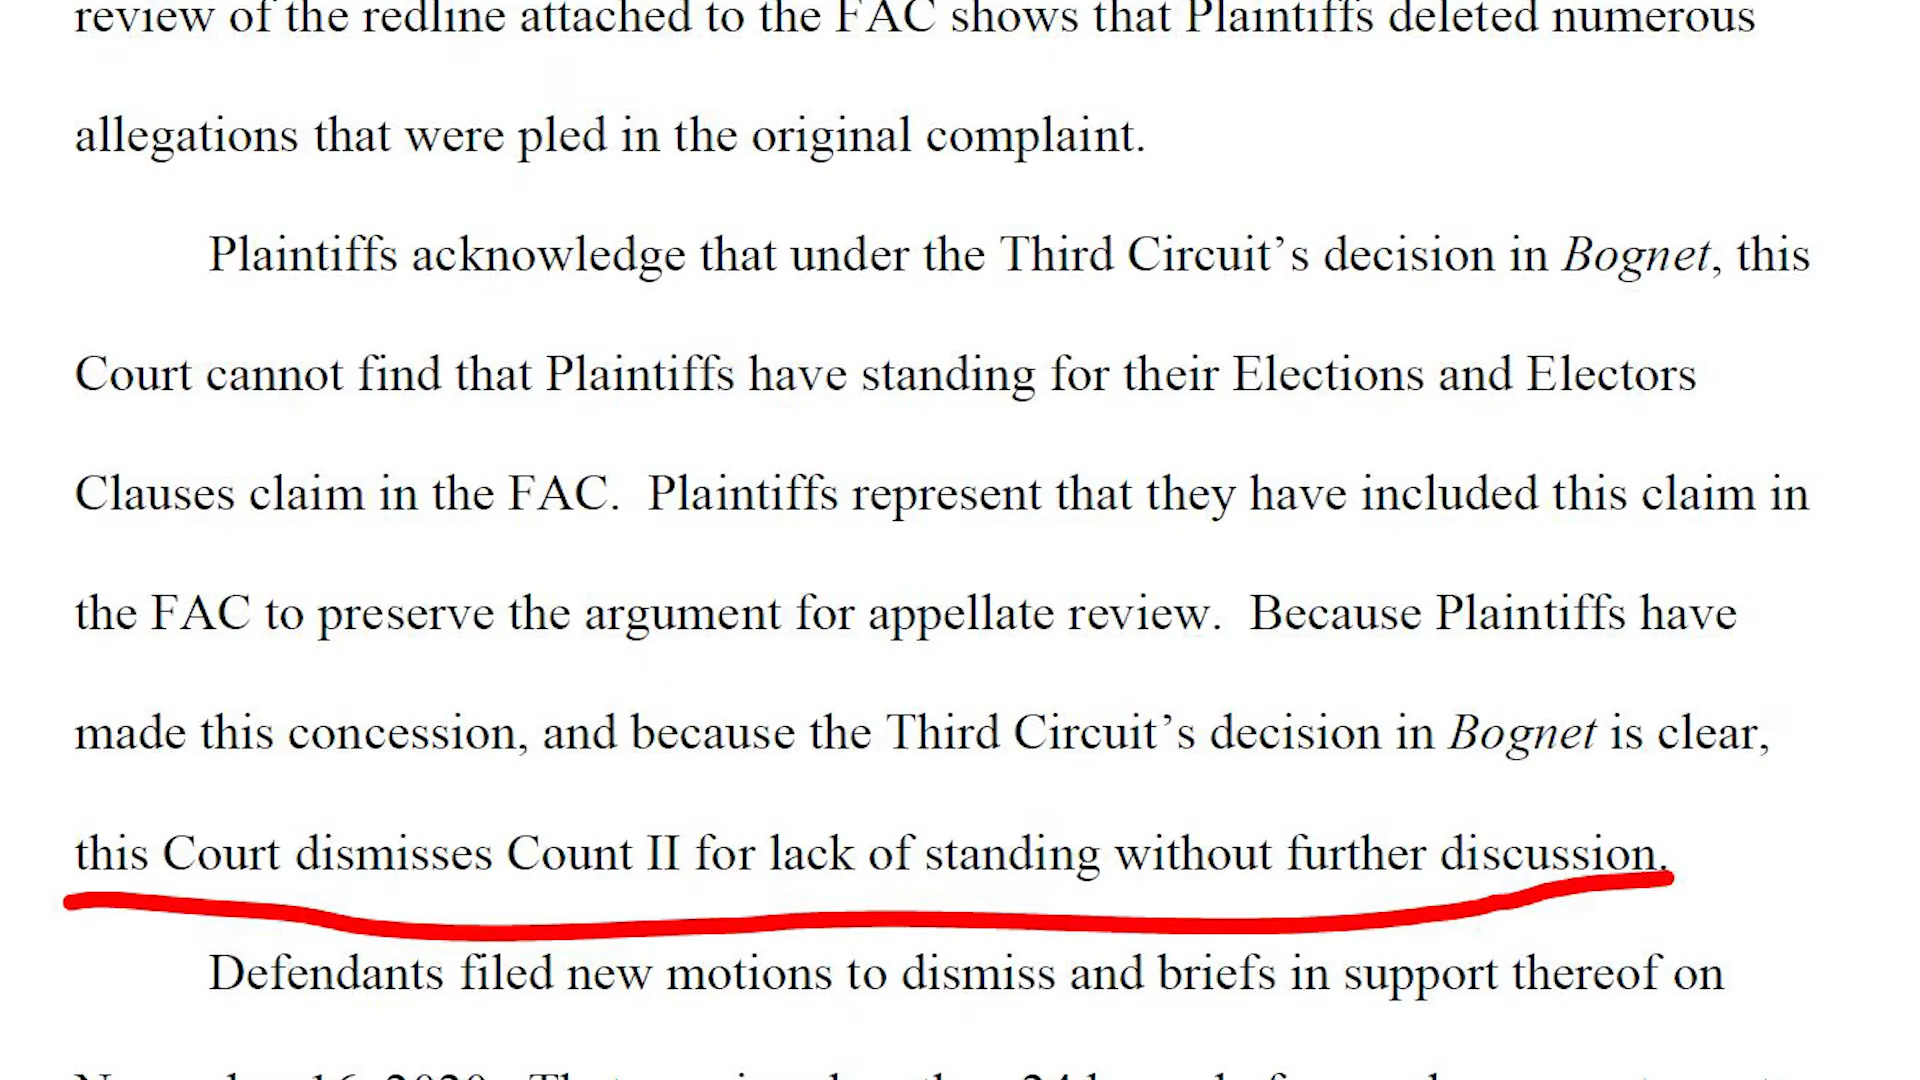 review of the redline attached to the FAC shows that Plaintiffs deleted numerous
allegations that were pled in the original complaint.
Plaintiffs acknowledge that under the Third Circuit’s decision in Bognet, this
Court cannot find that Plaintiffs have standing for their Elections and Electors
Clauses claim in the FAC.  Plaintiffs represent that they have included this claim in
the FAC to preserve the argument for appellate review.  Because Plaintiffs have
made this concession, and because the Third Circuit’s decision in Bognet is clear,
this Court dismisses Count II for lack of standing without further discussion.
Defendants filed new motions to dismiss and briefs in support thereof on
16, 2020.